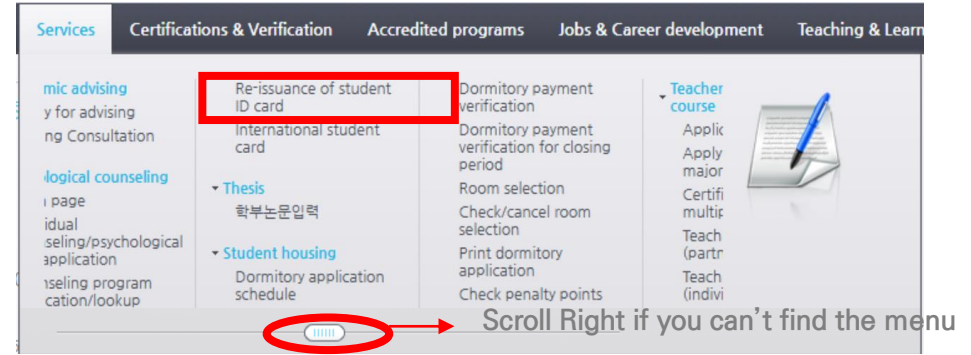 Services Certifications & Verification Accredited programs Jobs & Career development Teaching & Learn
mic advising
y for advising
ng Consultation
logical counseling
page
idual
seling/psychological
application
nseling program
cation/lookup
Re-issuance of student
ID card
International student
card
Thesis
학부논문입력
Student housing
Dormitory application
schedule
Dormitory payment
verification
Dormitory payment
verification for closing
period
Room selection
Check/cancel room
selection
Print dormitory
application
Check penalty points
Teacher
course
Applic
Apply
major
Certifi
multip
Teach
(partn
Teach
(indivi
Scroll Right if you can't find the menu